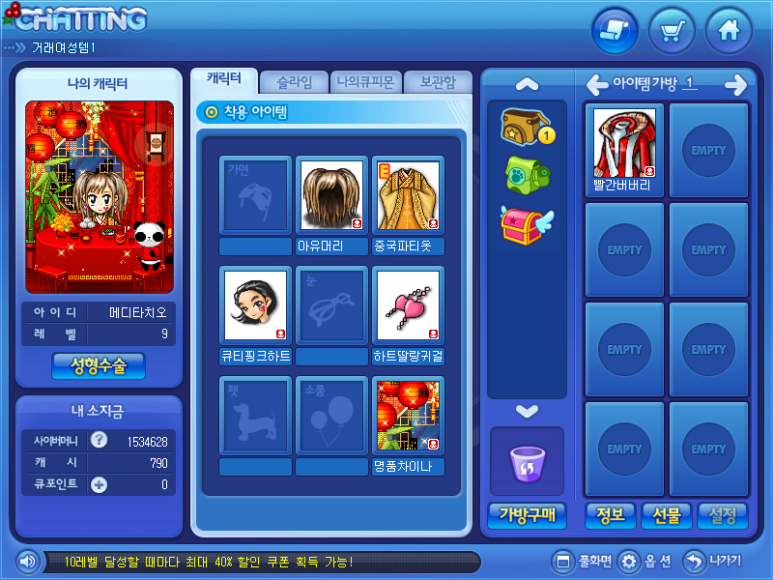 CHATTING
거래여성템1
나의 캐릭터
아이디 메디타치오
레벨 9
성형수술
내 소지금
사이버머니 ? 1534628
캐시 790
큐포인트 + 0
캐릭터 슬라임 나의큐피몬 보관함
착용 아이템
가면
아유머리
E
중국파티옷
큐티핑크하트
눈
하트딸랑귀걸
펫
소품
명품차이나
1
가방구매
아이템가방 1
빨간버버리
EMPTY
EMPTY EMPTY
EMPTY EMPTY
EMPTY EMPTY
정보 선물 설정
10레벨 달성할 때마다 최대 40% 할인 쿠폰 획득 가능!
풀화면 옵션 나가기